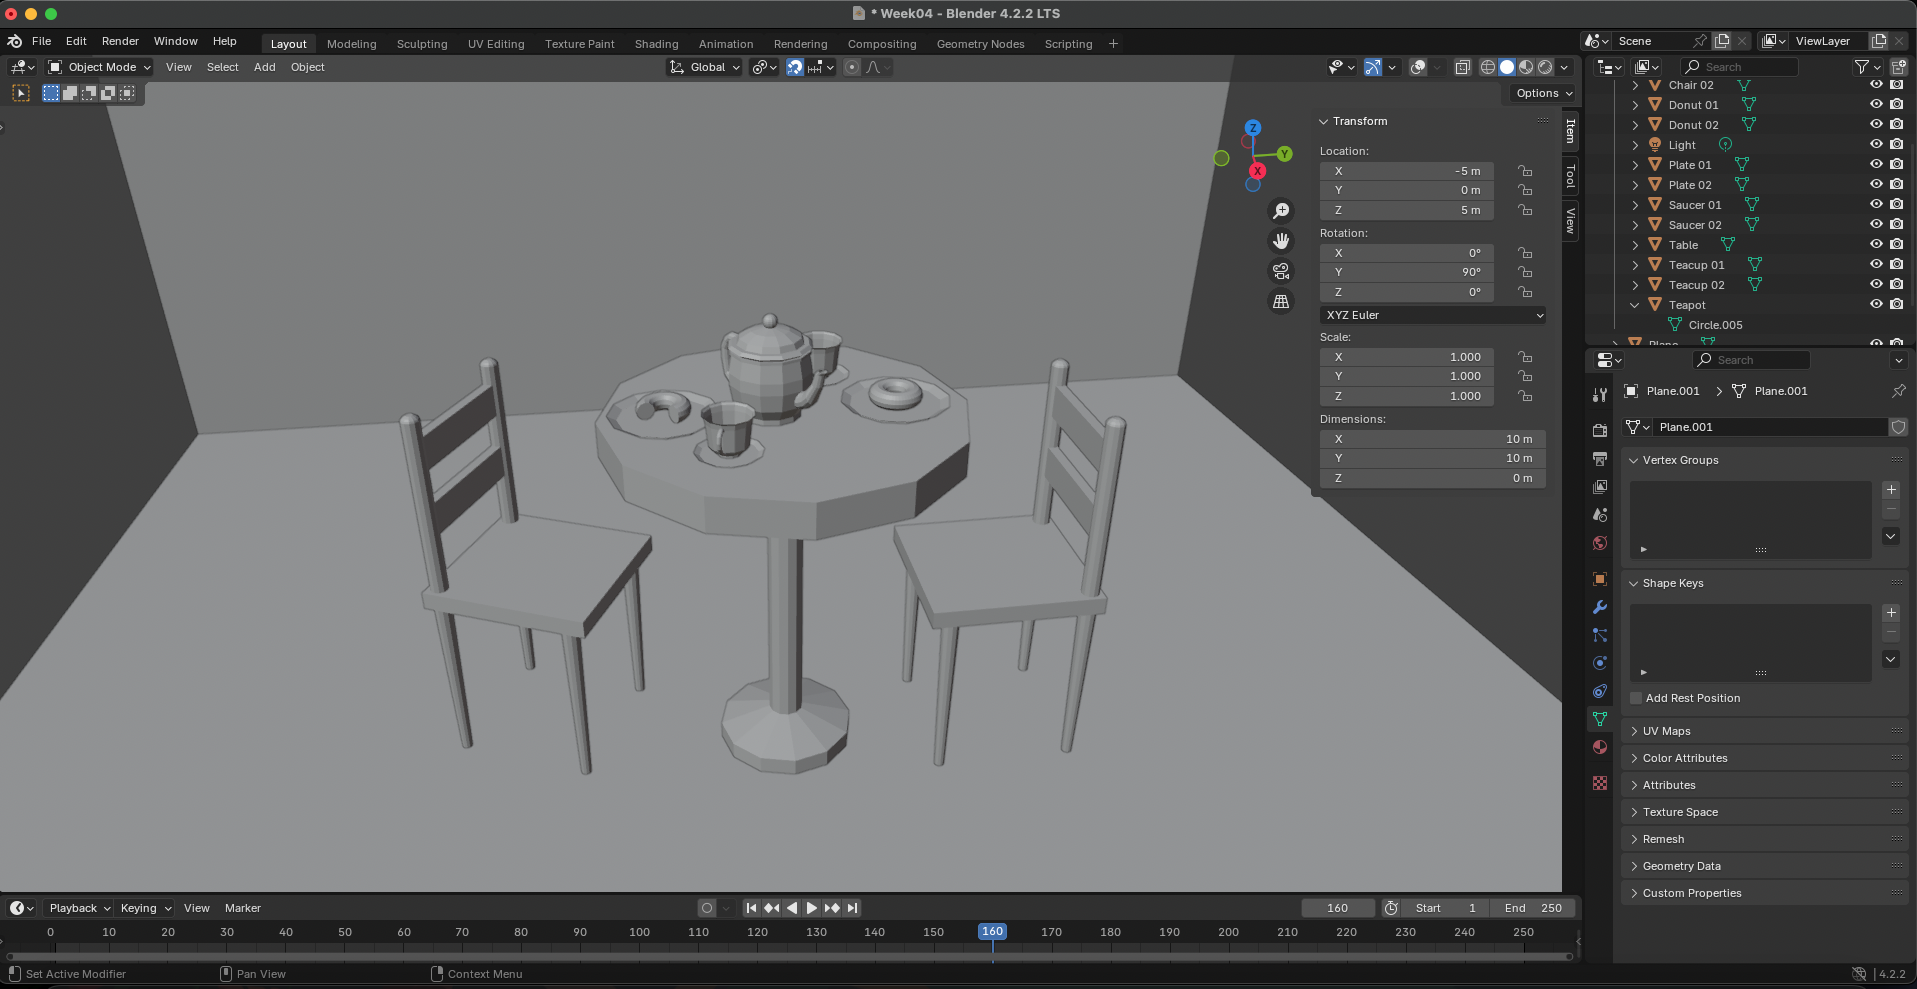 * Week04 - Blender 4.2.2 LTS
File Edit Render Window Help Layout Modeling Sculpting UV Editing Texture Paint Shading Animation Rendering Compositing Geometry Nodes Scripting + Scene ViewLayer
Object Mode View Select Add Object Global Search
Options
Z
Y
X
Transform
Location:
X -5 m
Y 0 m
Z 5 m
Rotation:
X 0°
Y 90°
Z 0°
XYZ Euler
Scale:
X 1.000
Y 1.000
Z 1.000
Dimensions:
X 10 m
Y 10 m
Z 0 m
Item
Tool
View
Chair 02
Donut 01
Donut 02
Light
Plate 01
Plate 02
Saucer 01
Saucer 02
Table
Teacup 01
Teacup 02
Teapot
Circle.005
Plane
Search
Plane.001 > Plane.001
Plane.001
Vertex Groups
Shape Keys
Add Rest Position
UV Maps
Color Attributes
Attributes
Texture Space
Remesh
Geometry Data
Custom Properties
Playback Keying View Marker 160 Start 1 End 250
0 10 20 30 40 50 60 70 80 90 100 110 120 130 140 150 160 170 180 190 200 210 220 230 240 250
Set Active Modifier Pan View Context Menu 4.2.2